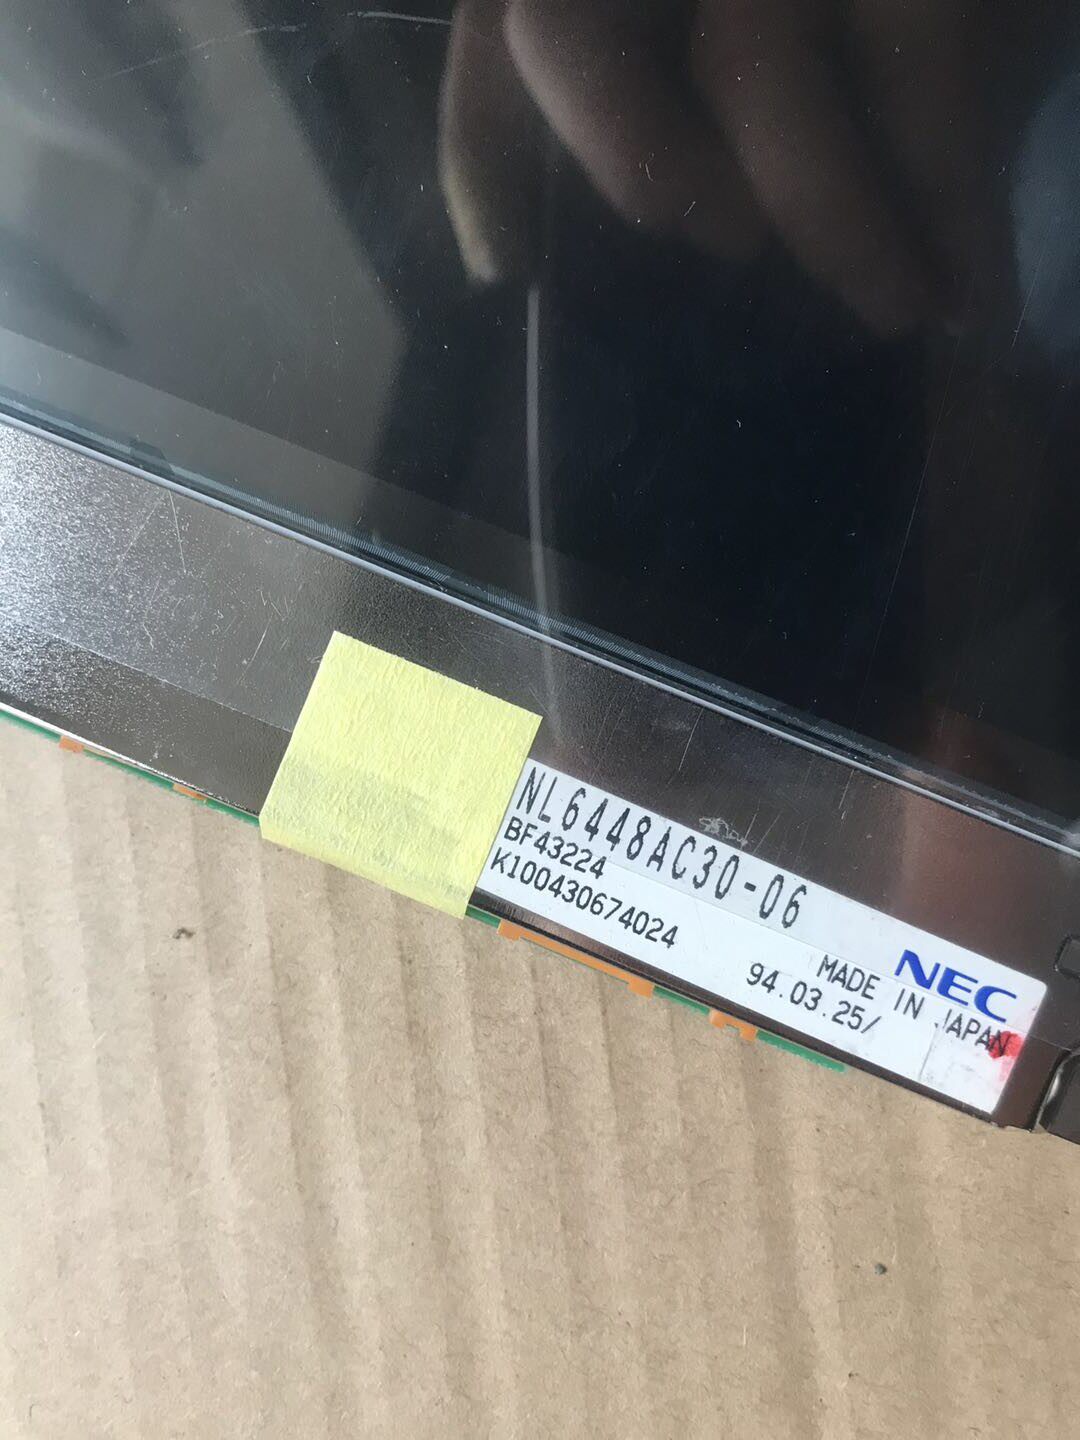 NL6448AC30-06
BF43224
K100430674024
NEC
MADE IN JAPAN
94.03.25/